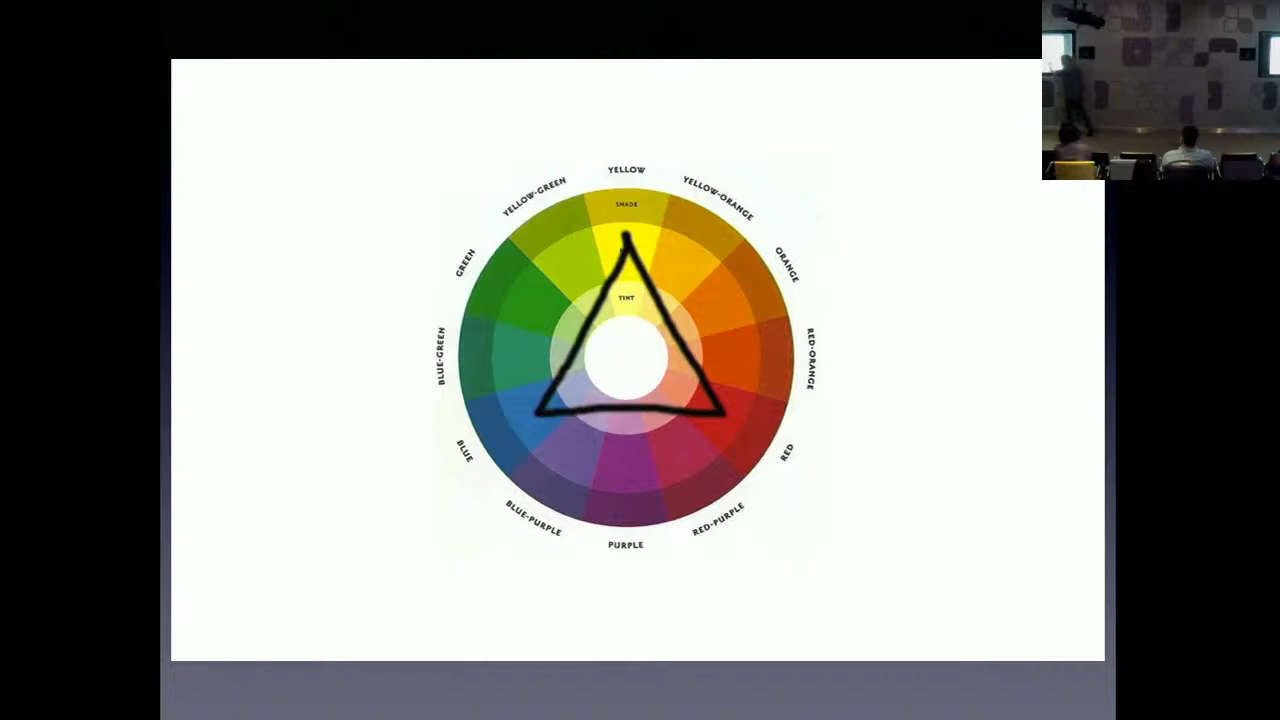 YELLOW
YELLOW-GREEN
YELLOW-ORANGE
SHADE
GREEN
ORANGE
TINT
BLUE-GREEN
RED-ORANGE
BLUE
RED
BLUE-PURPLE
RED-PURPLE
PURPLE